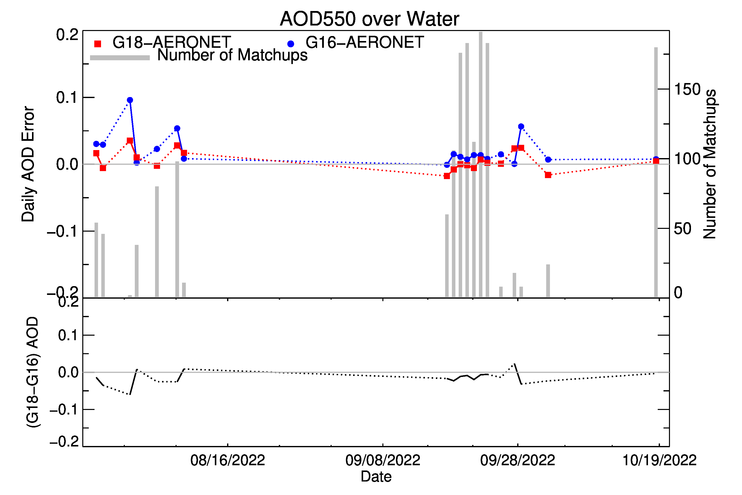 AOD550 over Water
G18−AERONET
G16−AERONET
Number of Matchups
0.2
0.1
0.0
−0.1
−0.2
Daily AOD Error
150
100
50
0
Number of Matchups
0.2
0.1
0.0
−0.1
−0.2
(G18−G16) AOD
08/16/2022
09/08/2022
09/28/2022
10/19/2022
Date